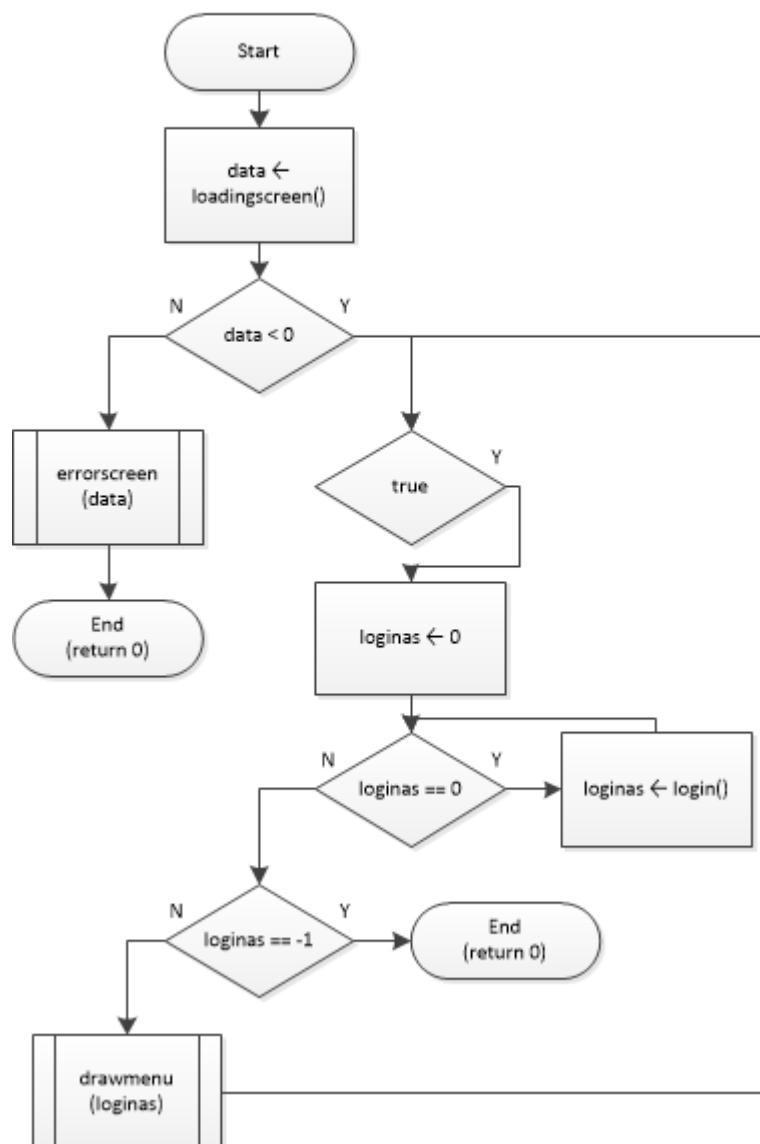 Start
data ←
loadingscreen()
N
Y
data < 0
errorscreen
(data)
Y
true
End
(return 0)
loginas ← 0
N
Y
loginas == 0
loginas ← login()
N
Y
loginas == -1
End
(return 0)
drawmenu
(loginas)